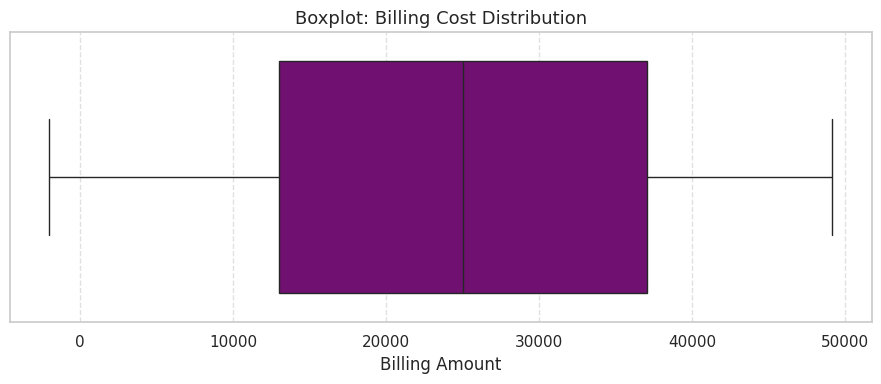 Boxplot: Billing Cost Distribution
0 10000 20000 30000 40000 50000
Billing Amount